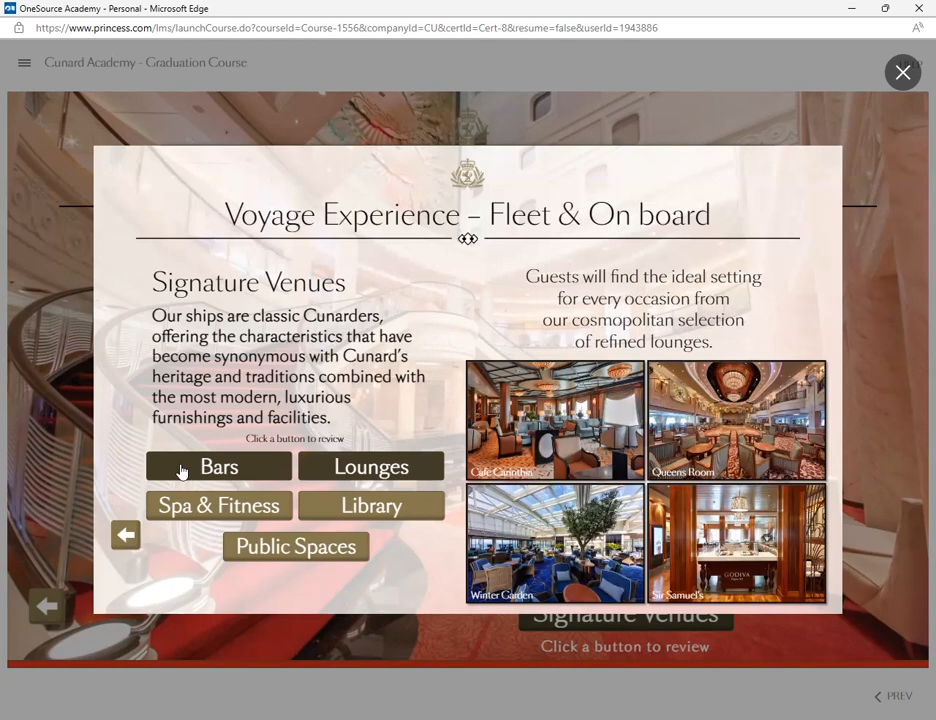 OneSource Academy - Personal - Microsoft Edge
https://www.princess.com/lms/launchCourse.do?courseId=Course-1556&companyId=CU&certId=Cert-8&resume=false&userId=1943886
Cunard Academy - Graduation Course
Voyage Experience – Fleet & On board
Signature Venues
Our ships are classic Cunarders,
offering the characteristics that have
become synonymous with Cunard's
heritage and traditions combined with
the most modern, luxurious
furnishings and facilities.
Click a button to review
Bars
Lounges
Spa & Fitness
Library
Public Spaces
Guests will find the ideal setting
for every occasion from
our cosmopolitan selection
of refined lounges.
Cafe Carinthia
Queens Room
Winter Garden
GODIVA
Sir Samuel's
Signature Venues
Click a button to review
PREV